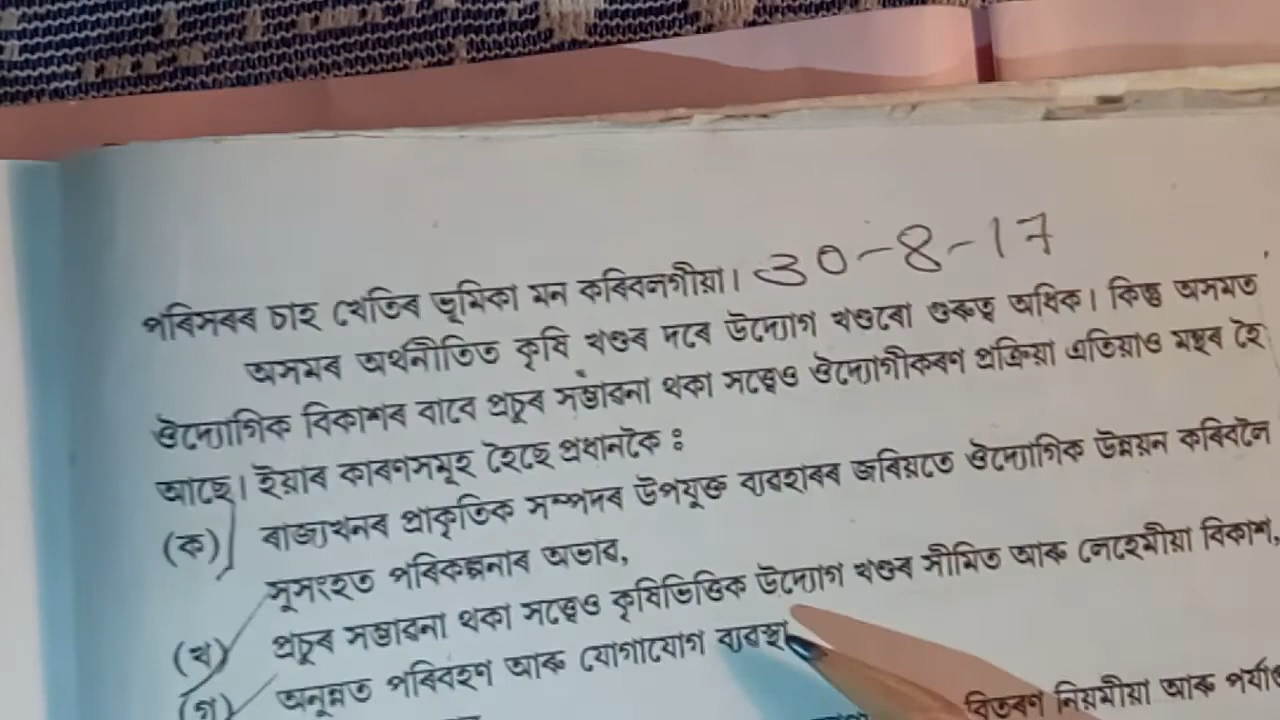 পৰিসৰৰ চাহ খেতিৰ ভূমিকা মন কৰিবলগীয়া। 30-8-17
অসমৰ অৰ্থনীতিত কৃষি খণ্ডৰ দৰে উদ্যোগ খণ্ডৰো গুৰুত্ব অধিক। কিন্তু অসমত
ঔদ্যোগিক বিকাশৰ বাবে প্ৰচুৰ সম্ভাৱনা থকা সত্ত্বেও ঔদ্যোগীকৰণ প্ৰক্ৰিয়া এতিয়াও মন্থৰ হৈ
আছে। ইয়াৰ কাৰণসমূহ হৈছে প্ৰধানকৈ :
(ক) ৰাজ্যখনৰ প্ৰাকৃতিক সম্পদৰ উপযুক্ত ব্যৱহাৰৰ জৰিয়তে ঔদ্যোগিক উন্নয়ন কৰিবলৈ
সুসংহত পৰিকল্পনাৰ অভাৱ,
(খ) প্ৰচুৰ সম্ভাৱনা থকা সত্ত্বেও কৃষিভিত্তিক উদ্যোগ খণ্ডৰ সীমিত আৰু লেহেমীয়া বিকাশ,
(গ) অনুন্নত পৰিবহণ আৰু যোগাযোগ ব্যৱস্থা
বিতৰণ নিয়মীয়া আৰু